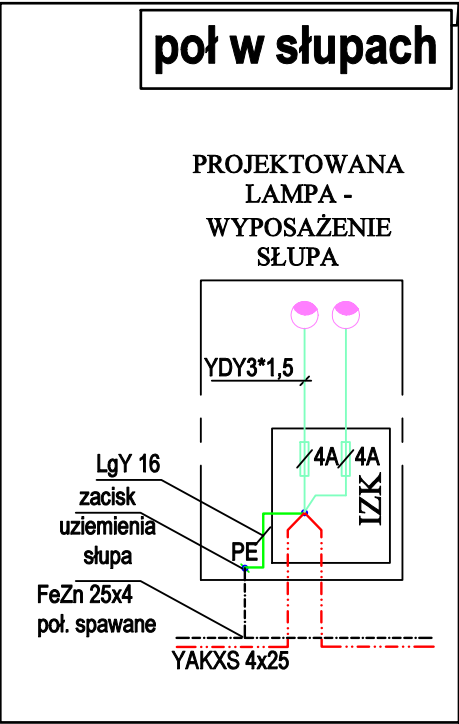 poł w słupach
PROJEKTOWANA
LAMPA -
WYPOSAŻENIE
SŁUPA
YDY3*1,5
4A
4A
IZK
LgY 16
zacisk
uziemienia
słupa
PE
FeZn 25x4
poł. spawane
YAKXS 4x25